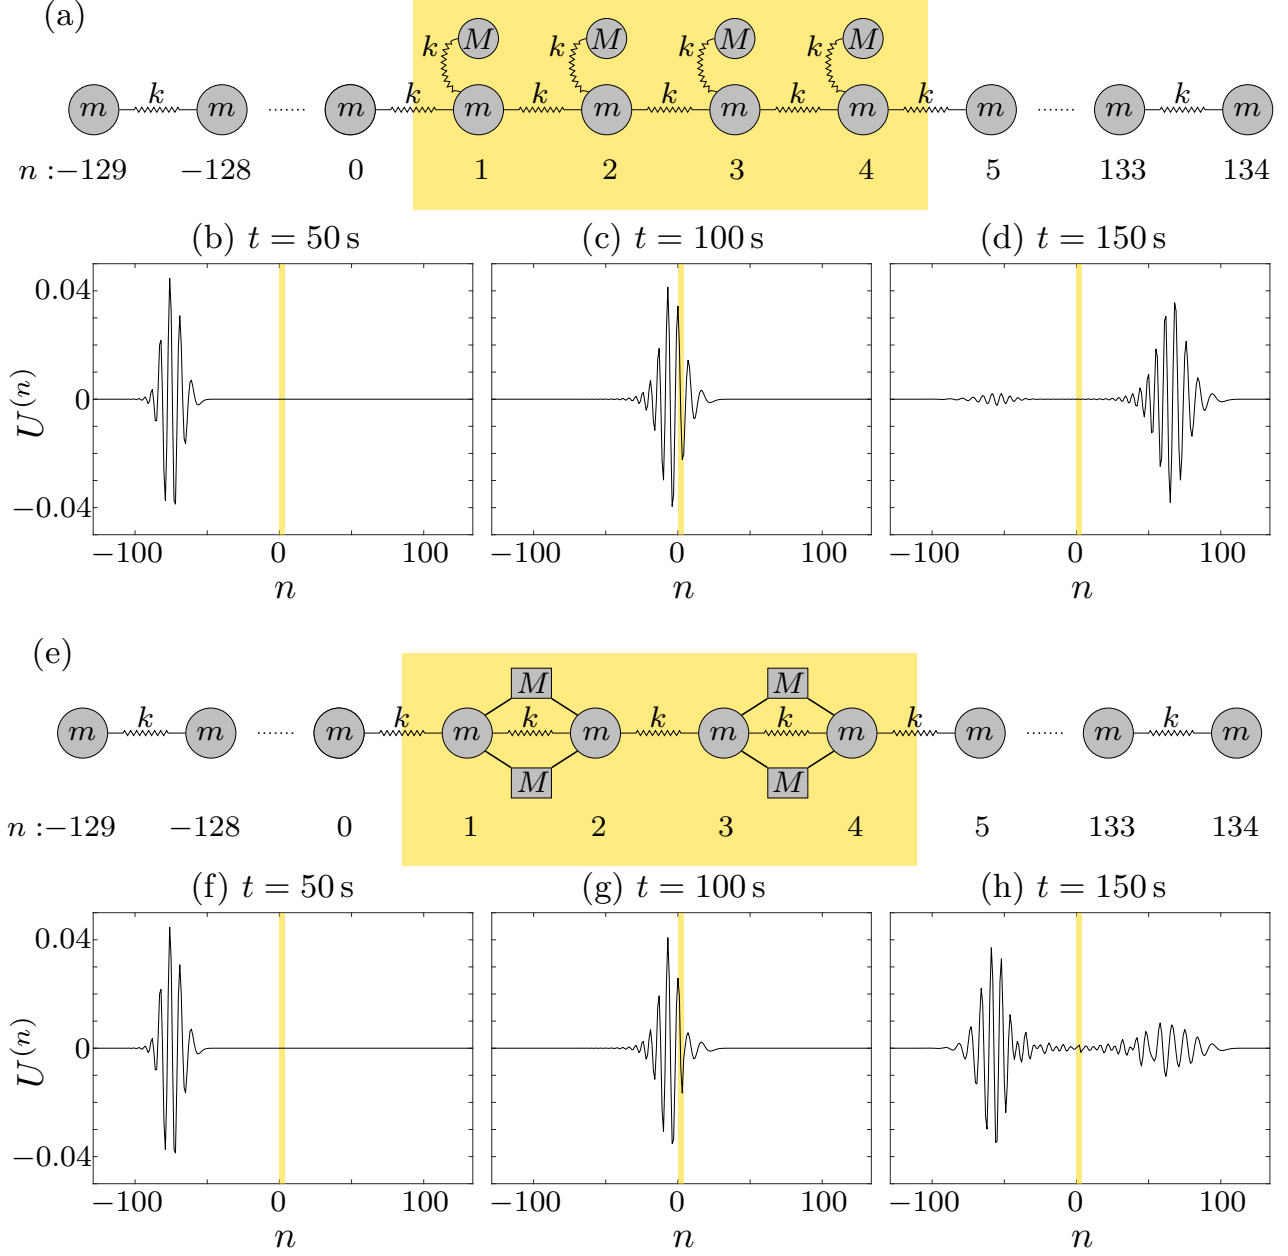 (a)
M M M M
k k k k
m k m m k m k m k m k m k m m k m
n : −129 −128 0 1 2 3 4 5 133 134
(b) t = 50 s (c) t = 100 s (d) t = 150 s
0.04
0
−0.04
U(n)
−100 0 100 −100 0 100 −100 0 100
n n n
(e)
M M
m k m m k m k m k m k m k m m k m
M M
n : −129 −128 0 1 2 3 4 5 133 134
(f) t = 50 s (g) t = 100 s (h) t = 150 s
0.04
0
−0.04
U(n)
−100 0 100 −100 0 100 −100 0 100
n n n